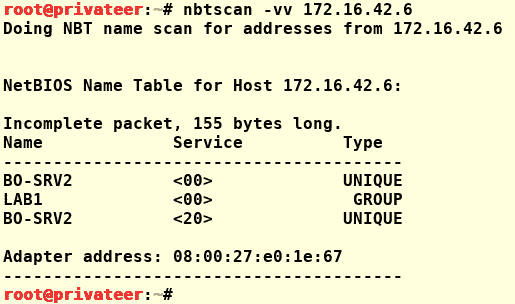 root@privateer:~# nbtscan -vv 172.16.42.6
Doing NBT name scan for addresses from 172.16.42.6
NetBIOS Name Table for Host 172.16.42.6:
Incomplete packet, 155 bytes long.
Name             Service          Type
----------------------------------------
BO-SRV2          <00>             UNIQUE
LAB1             <00>              GROUP
BO-SRV2          <20>             UNIQUE
Adapter address: 08:00:27:e0:1e:67
----------------------------------------
root@privateer:~#